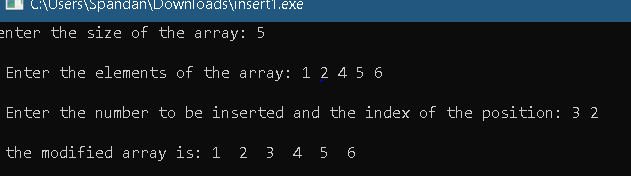 C:\Users\Spandan\Downloads\insert1.exe
enter the size of the array: 5
Enter the elements of the array: 1 2 4 5 6
Enter the number to be inserted and the index of the position: 3 2
the modified array is: 1  2  3  4  5  6